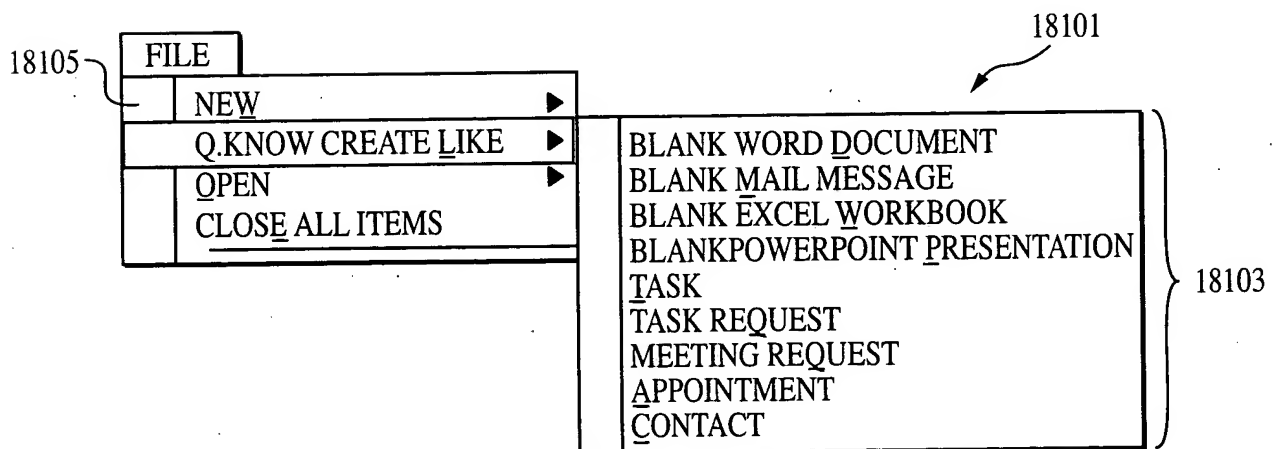 18101
18105
FILE
NEW
Q.KNOW CREATE LIKE
OPEN
CLOSE ALL ITEMS
BLANK WORD DOCUMENT
BLANK MAIL MESSAGE
BLANK EXCEL WORKBOOK
BLANKPOWERPOINT PRESENTATION
TASK
TASK REQUEST
MEETING REQUEST
APPOINTMENT
CONTACT
18103